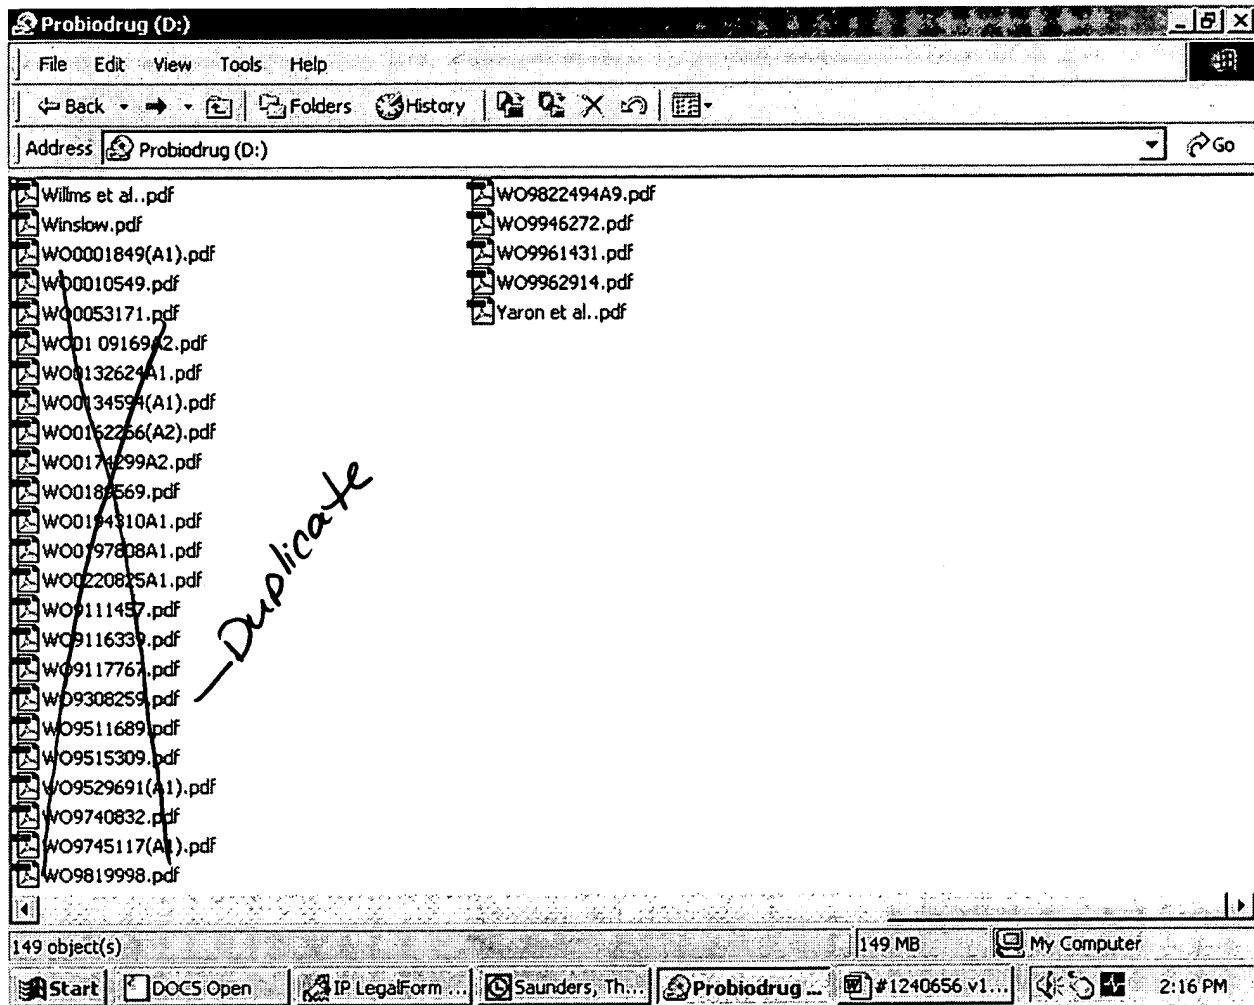 Probiodrug (D:)
File Edit View Tools Help
Back Folders History
Address Probiodrug (D:) Go
Willms et al..pdf
Winslow.pdf
WO0001849(A1).pdf
WO0010549.pdf
WO0053171.pdf
WO01 09169A2.pdf
WO0132624A1.pdf
WO0134594(A1).pdf
WO0162266(A2).pdf
WO0174299A2.pdf
WO0189569.pdf
WO0194310A1.pdf
WO0197808A1.pdf
WO0220825A1.pdf
WO9111457.pdf
WO9116339.pdf
WO9117767.pdf
WO9308259.pdf
WO9511689.pdf
WO9515309.pdf
WO9529691(A1).pdf
WO9740832.pdf
WO9745117(A1).pdf
WO9819998.pdf
WO9822494A9.pdf
WO9946272.pdf
WO9961431.pdf
WO9962914.pdf
Yaron et al..pdf
Duplicate
149 object(s) 149 MB My Computer
Start DOCS Open IP LegalForm ... Saunders, Th... Probiodrug ... #1240656 v1... 2:16 PM